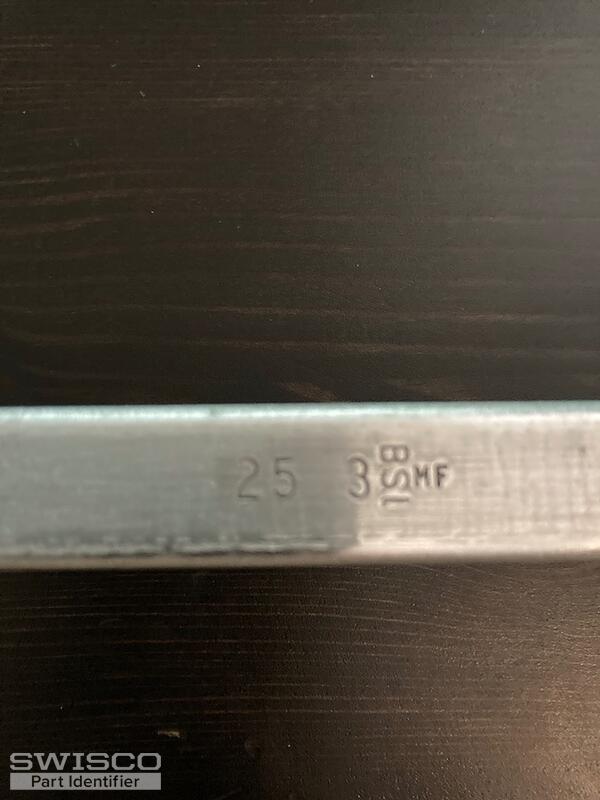 25 3 BSI MF
SWISCO
Part Identifier